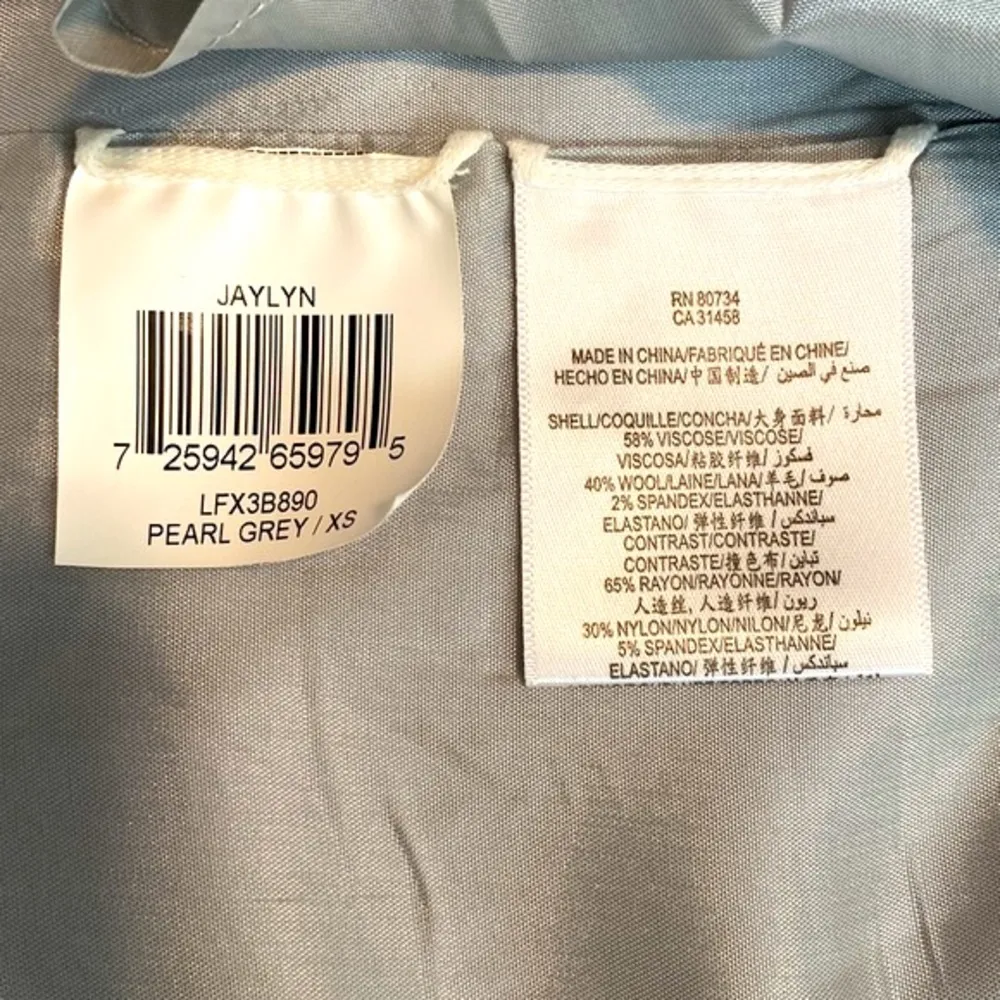 JAYLYN
7 25942 65979 5
LFX3B890
PEARL GREY / XS
RN 80734
CA 31458
MADE IN CHINA/FABRIQUÉ EN CHINE/
HECHO EN CHINA/中国制造/ صنع في الصين
SHELL/COQUILLE/CONCHA/大身面料/ محارة
58% VISCOSE/VISCOSE/
VISCOSA/粘胶纤维/ فسكوز
40% WOOL/LAINE/LANA/羊毛/ صوف
2% SPANDEX/ELASTHANNE/
ELASTANO/ 弹性纤维 / سباندكس
CONTRAST/CONTRASTE/
CONTRASTE/撞色布/ تباين
65% RAYON/RAYONNE/RAYON/
人造丝, 人造纤维/ ريون
30% NYLON/NYLON/NILON/尼龙/ نيلون
5% SPANDEX/ELASTHANNE/
ELASTANO/ 弹性纤维 / سباندكس